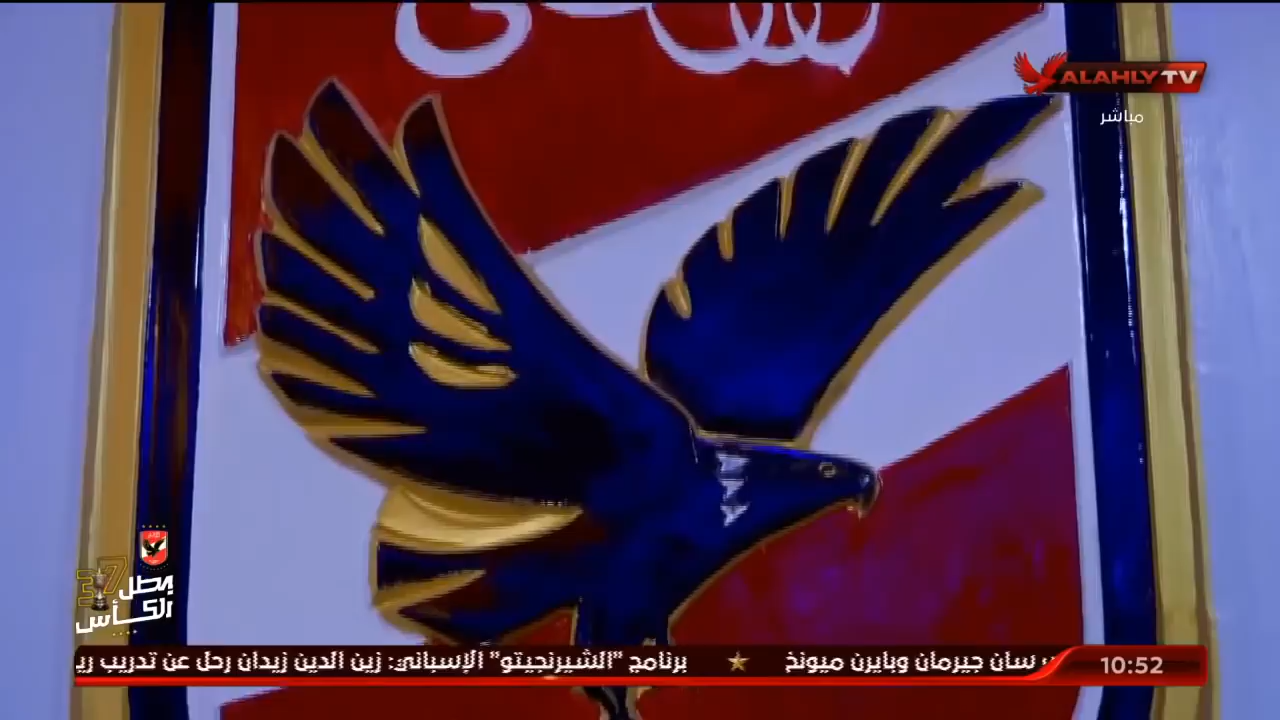 ALAHLY TV
مباشر
37
بطل
الكأس
سان جيرمان وبايرن ميونخ ★ برنامج "الشيرنجيتو" الإسباني: زين الدين زيدان رحل عن تدريب
10:52